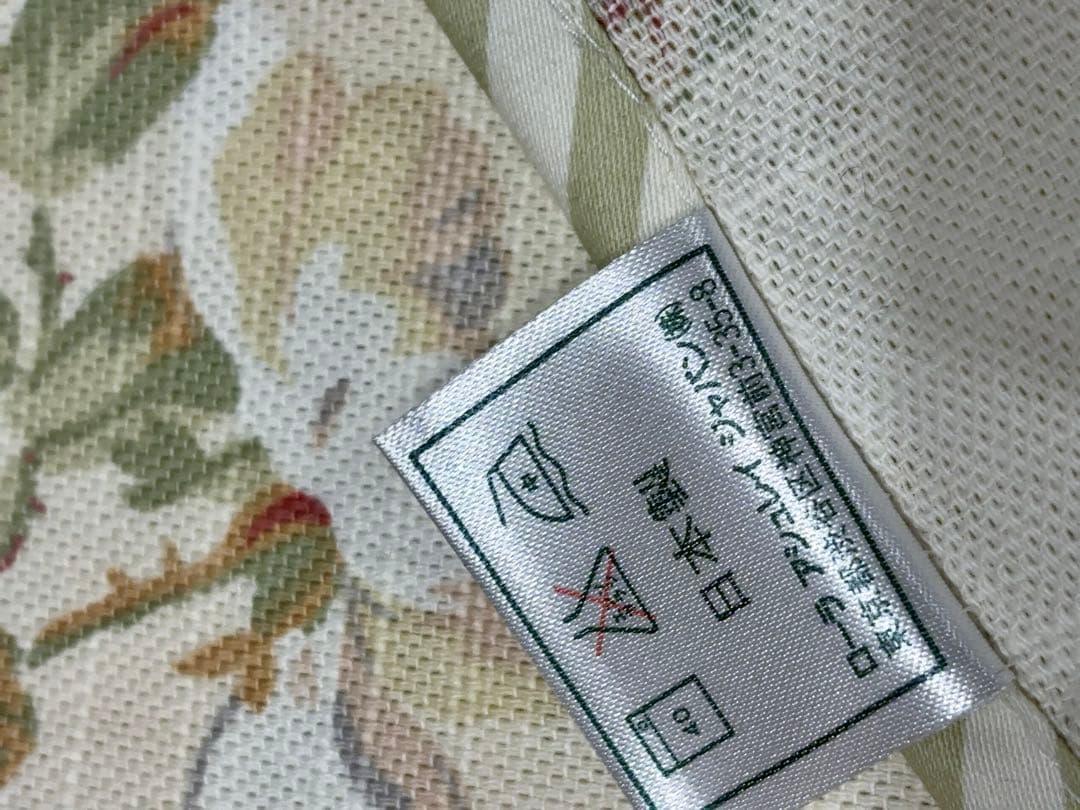 40
日本製
ローラ アシュレイ ジャパン㈱
東京都渋谷区神宮前3-35-8